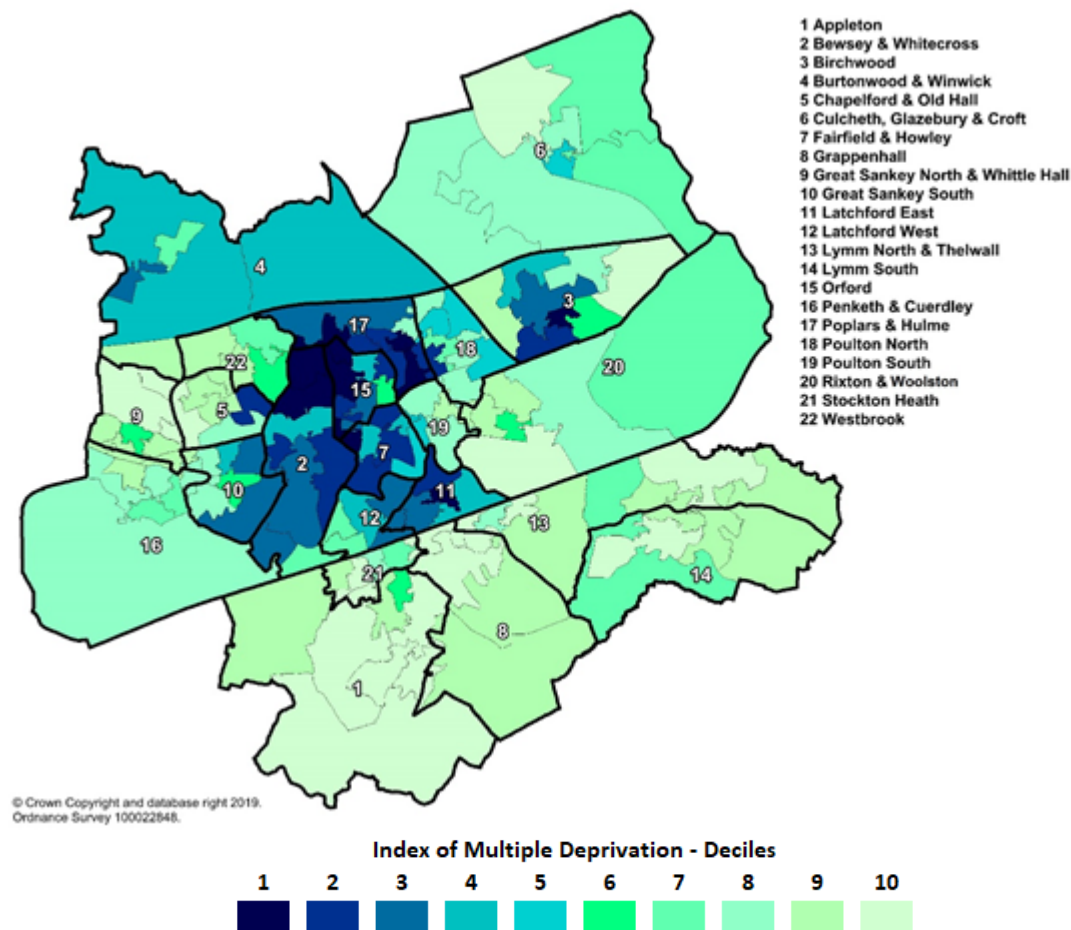 1 Appleton
2 Bewsey & Whitecross
3 Birchwood
4 Burtonwood & Winwick
5 Chapelford & Old Hall
6 Culcheth, Glazebury & Croft
7 Fairfield & Howley
8 Grappenhall
9 Great Sankey North & Whittle Hall
10 Great Sankey South
11 Latchford East
12 Latchford West
13 Lymm North & Thelwall
14 Lymm South
15 Orford
16 Penketh & Cuerdley
17 Poplars & Hulme
18 Poulton North
19 Poulton South
20 Rixton & Woolston
21 Stockton Heath
22 Westbrook
6
4
3
17
18
22
15
20
9
5
19
2
7
10
11
12
13
16
21
14
8
1
© Crown Copyright and database right 2019.
Ordnance Survey 100022848.
Index of Multiple Deprivation - Deciles
1 2 3 4 5 6 7 8 9 10